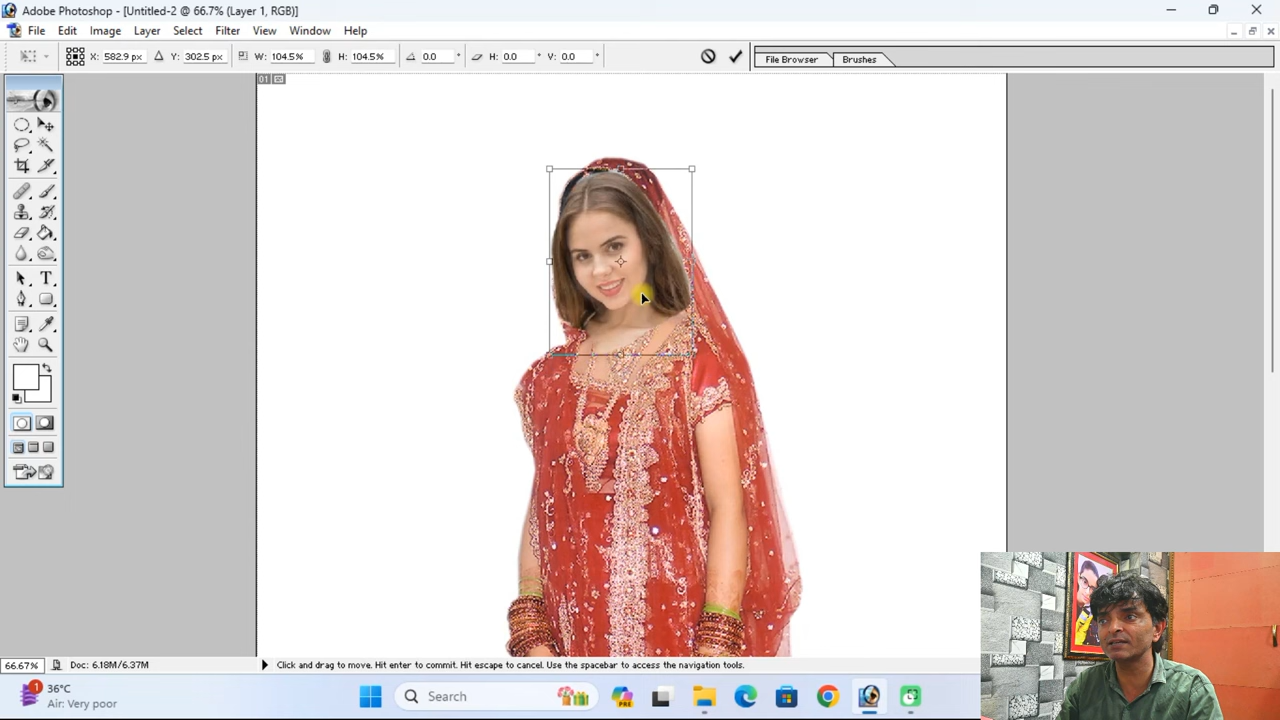 Adobe Photoshop - [Untitled-2 @ 66.7% (Layer 1, RGB)]
File Edit Image Layer Select Filter View Window Help
X: 582.9 px Y: 302.5 px W: 104.5% H: 104.5% 0.0 ° H: 0.0 ° V: 0.0 ° File Browser Brushes
01
T
66.67% Doc: 6.18M/6.37M Click and drag to move. Hit enter to commit. Hit escape to cancel. Use the spacebar to access the navigation tools.
1 36°C
Air: Very poor
Search
PRE